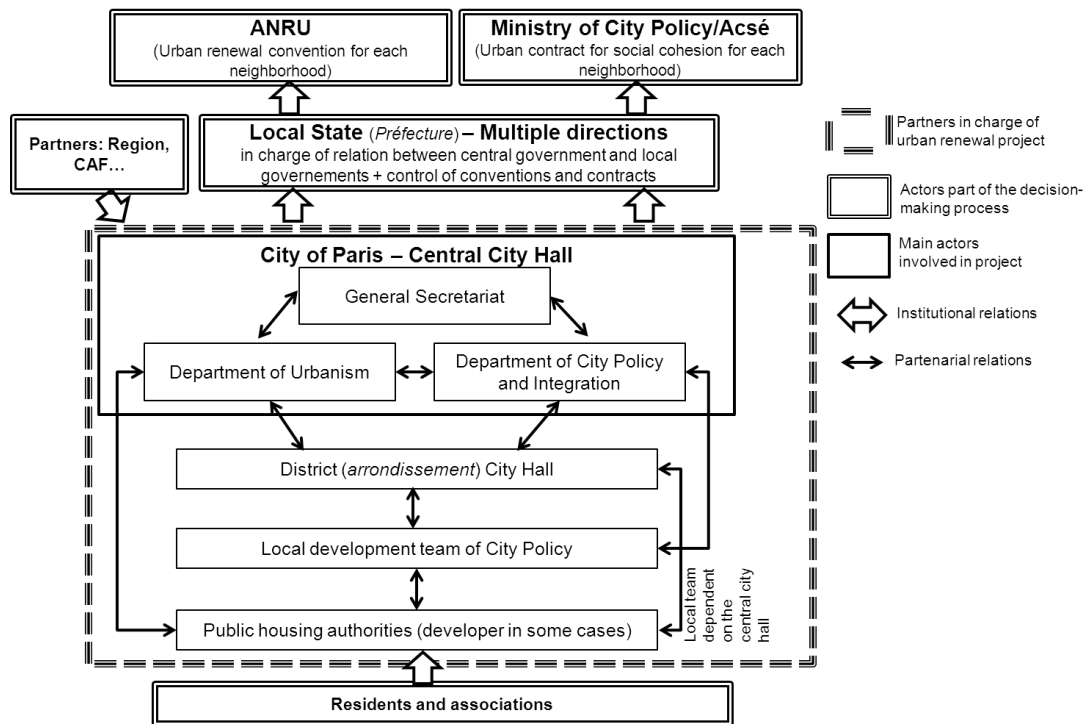 ANRU
(Urban renewal convention for each
neighborhood)
Ministry of City Policy/Acsé
(Urban contract for social cohesion for each
neighborhood)
Partners: Region,
CAF…
Local State (Préfecture) – Multiple directions
in charge of relation between central government and local
governements + control of conventions and contracts
City of Paris – Central City Hall
General Secretariat
Department of Urbanism
Department of City Policy
and Integration
District (arrondissement) City Hall
Local development team of City Policy
Public housing authorities (developer in some cases)
Local team
dependent
on the
central city
hall
Residents and associations
Partners in charge of
urban renewal project
Actors part of the decision-
making process
Main actors
involved in project
Institutional relations
Partenarial relations